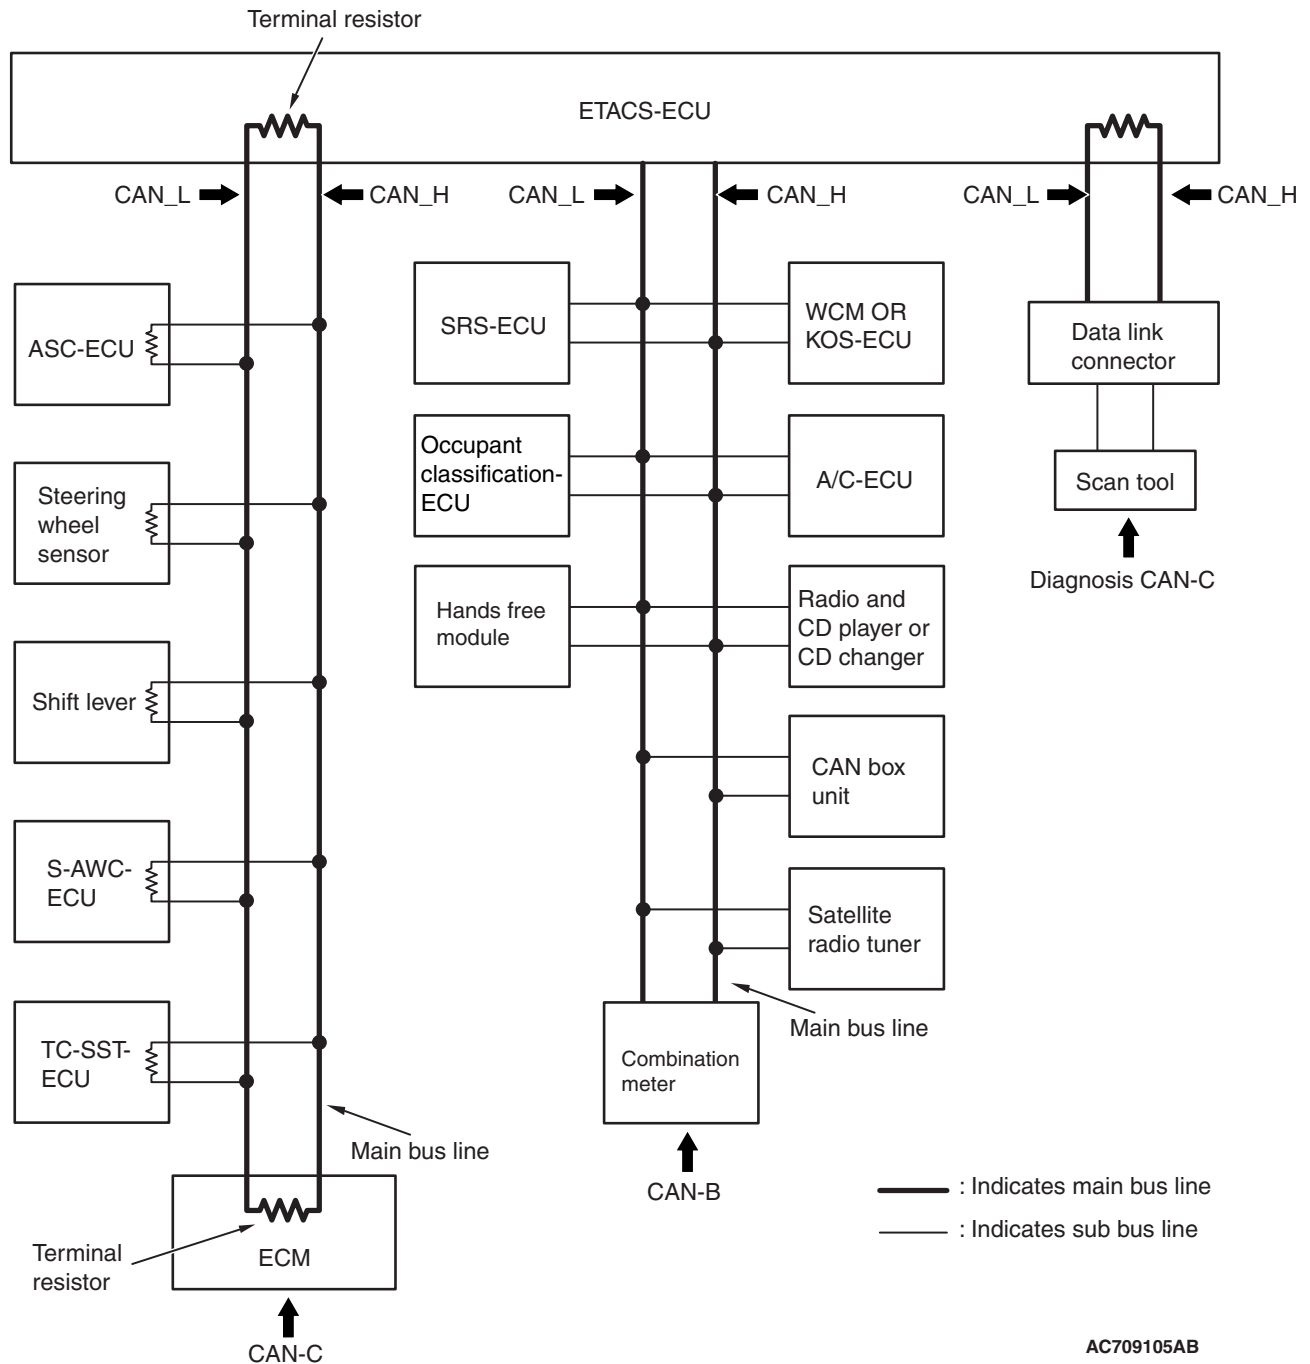 Terminal resistor
ETACS-ECU
CAN_L
CAN_H
CAN_L
CAN_H
CAN_L
CAN_H
ASC-ECU
Steering
wheel
sensor
Shift lever
S-AWC-
ECU
TC-SST-
ECU
Main bus line
Terminal
resistor
ECM
CAN-C
SRS-ECU
WCM OR
KOS-ECU
Occupant
classification-
ECU
A/C-ECU
Hands free
module
Radio and
CD player or
CD changer
CAN box
unit
Satellite
radio tuner
Main bus line
Combination
meter
CAN-B
Data link
connector
Scan tool
Diagnosis CAN-C
: Indicates main bus line
: Indicates sub bus line
AC709105AB